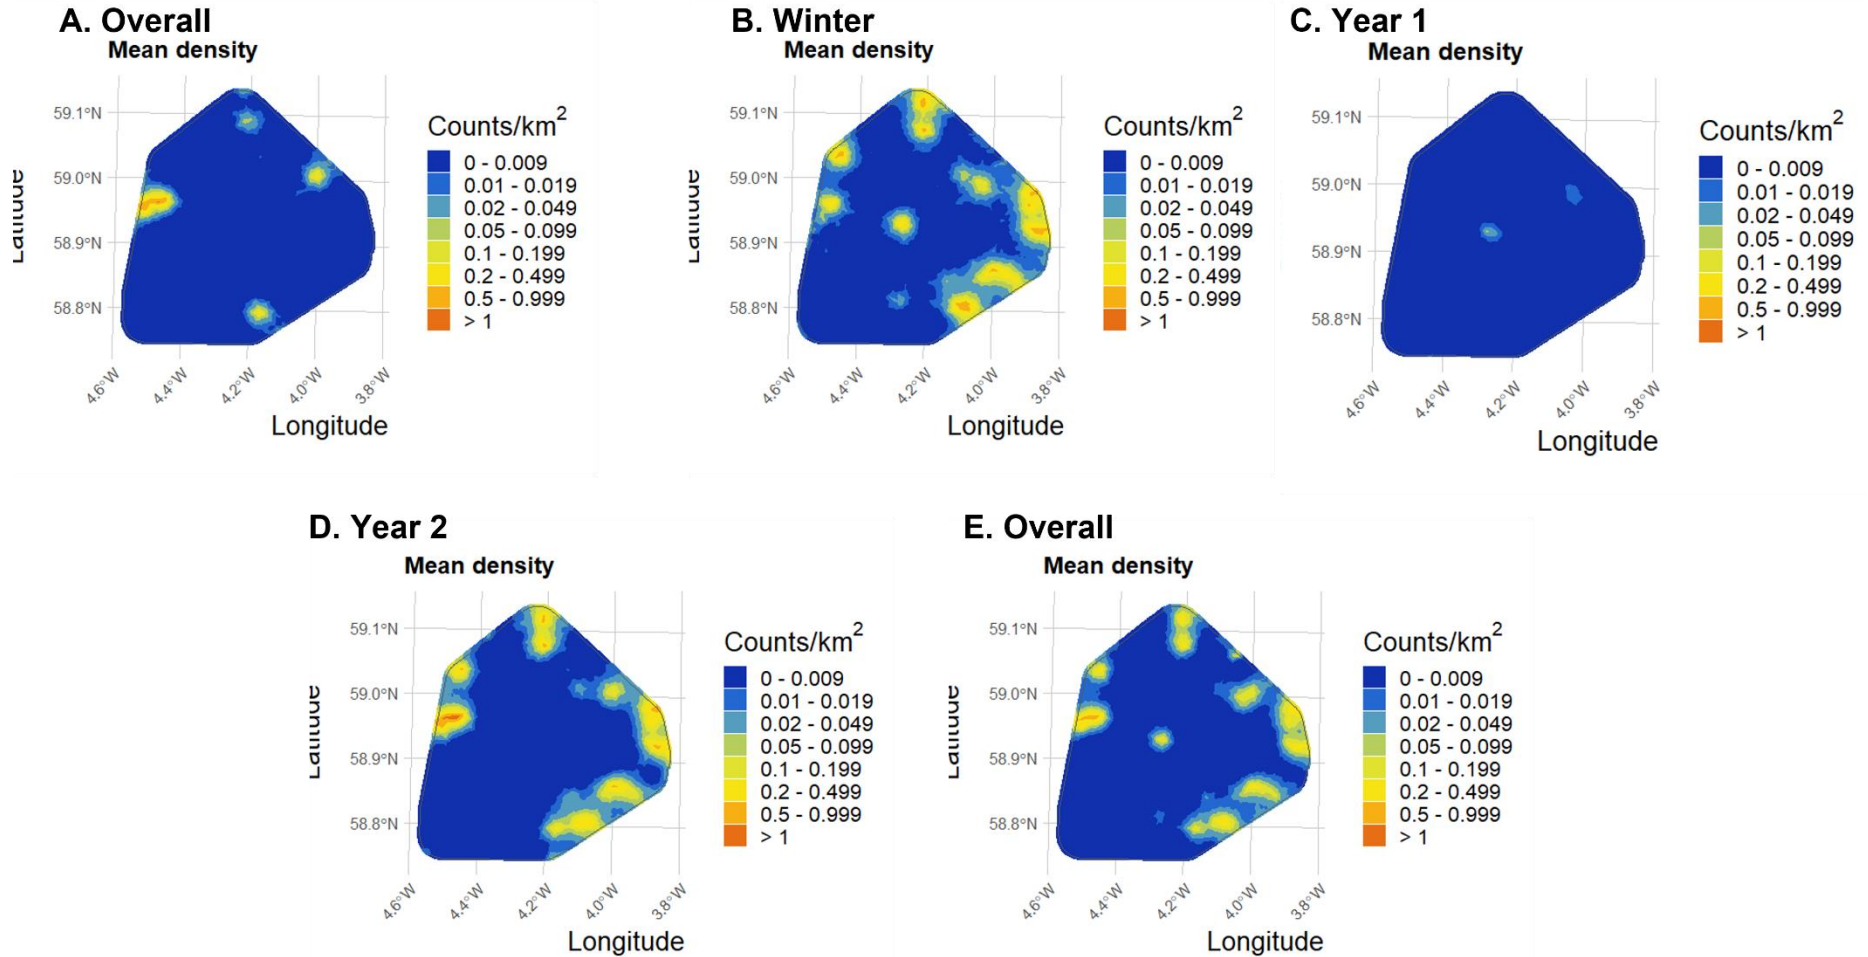 A. Overall
Mean density
59.1°N
59.0°N
58.9°N
58.8°N
4.6°W
4.4°W
4.2°W
4.0°W
3.8°W
Latitude
Longitude
Counts/km²
0 - 0.009
0.01 - 0.019
0.02 - 0.049
0.05 - 0.099
0.1 - 0.199
0.2 - 0.499
0.5 - 0.999
> 1
B. Winter
Mean density
59.1°N
59.0°N
58.9°N
58.8°N
4.6°W
4.4°W
4.2°W
4.0°W
3.8°W
Latitude
Longitude
Counts/km²
0 - 0.009
0.01 - 0.019
0.02 - 0.049
0.05 - 0.099
0.1 - 0.199
0.2 - 0.499
0.5 - 0.999
> 1
C. Year 1
Mean density
59.1°N
59.0°N
58.9°N
58.8°N
4.6°W
4.4°W
4.2°W
4.0°W
3.8°W
Longitude
Counts/km²
0 - 0.009
0.01 - 0.019
0.02 - 0.049
0.05 - 0.099
0.1 - 0.199
0.2 - 0.499
0.5 - 0.999
> 1
D. Year 2
Mean density
59.1°N
59.0°N
58.9°N
58.8°N
4.6°W
4.4°W
4.2°W
4.0°W
3.8°W
Latitude
Longitude
Counts/km²
0 - 0.009
0.01 - 0.019
0.02 - 0.049
0.05 - 0.099
0.1 - 0.199
0.2 - 0.499
0.5 - 0.999
> 1
E. Overall
Mean density
59.1°N
59.0°N
58.9°N
58.8°N
4.6°W
4.4°W
4.2°W
4.0°W
3.8°W
Latitude
Longitude
Counts/km²
0 - 0.009
0.01 - 0.019
0.02 - 0.049
0.05 - 0.099
0.1 - 0.199
0.2 - 0.499
0.5 - 0.999
> 1